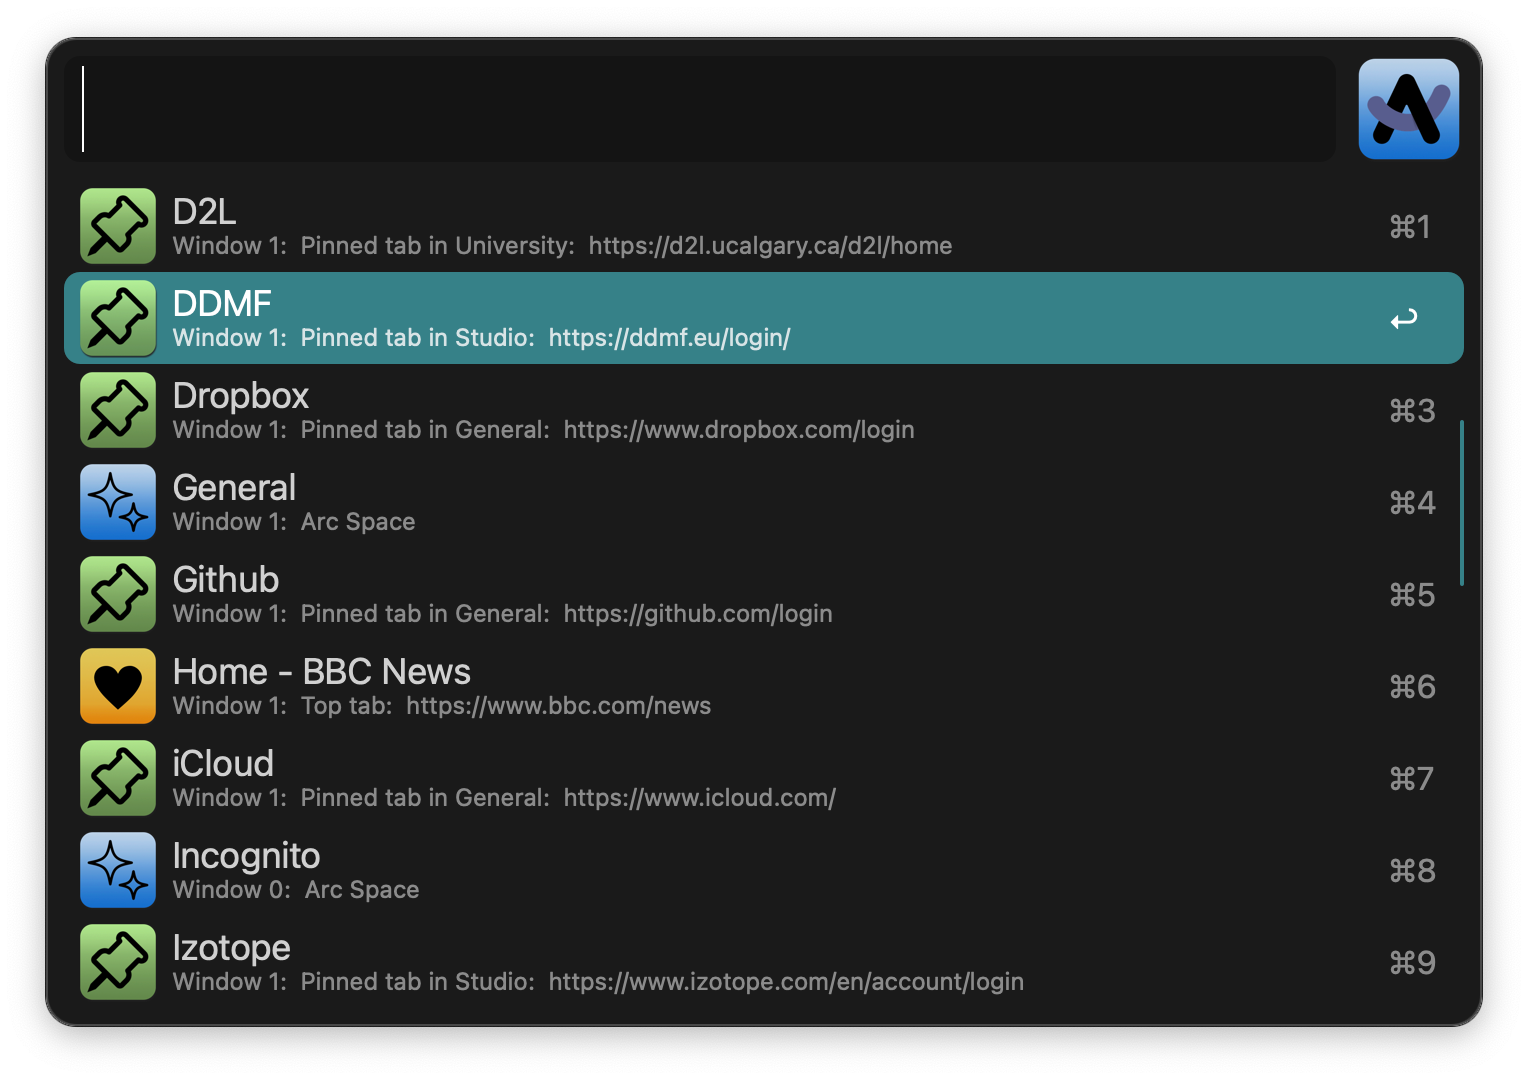 D2L
Window 1: Pinned tab in University: https://d2l.ucalgary.ca/d2l/home
⌘1
DDMF
Window 1: Pinned tab in Studio: https://ddmf.eu/login/
↩
Dropbox
Window 1: Pinned tab in General: https://www.dropbox.com/login
⌘3
General
Window 1: Arc Space
⌘4
Github
Window 1: Pinned tab in General: https://github.com/login
⌘5
Home - BBC News
Window 1: Top tab: https://www.bbc.com/news
⌘6
iCloud
Window 1: Pinned tab in General: https://www.icloud.com/
⌘7
Incognito
Window 0: Arc Space
⌘8
Izotope
Window 1: Pinned tab in Studio: https://www.izotope.com/en/account/login
⌘9